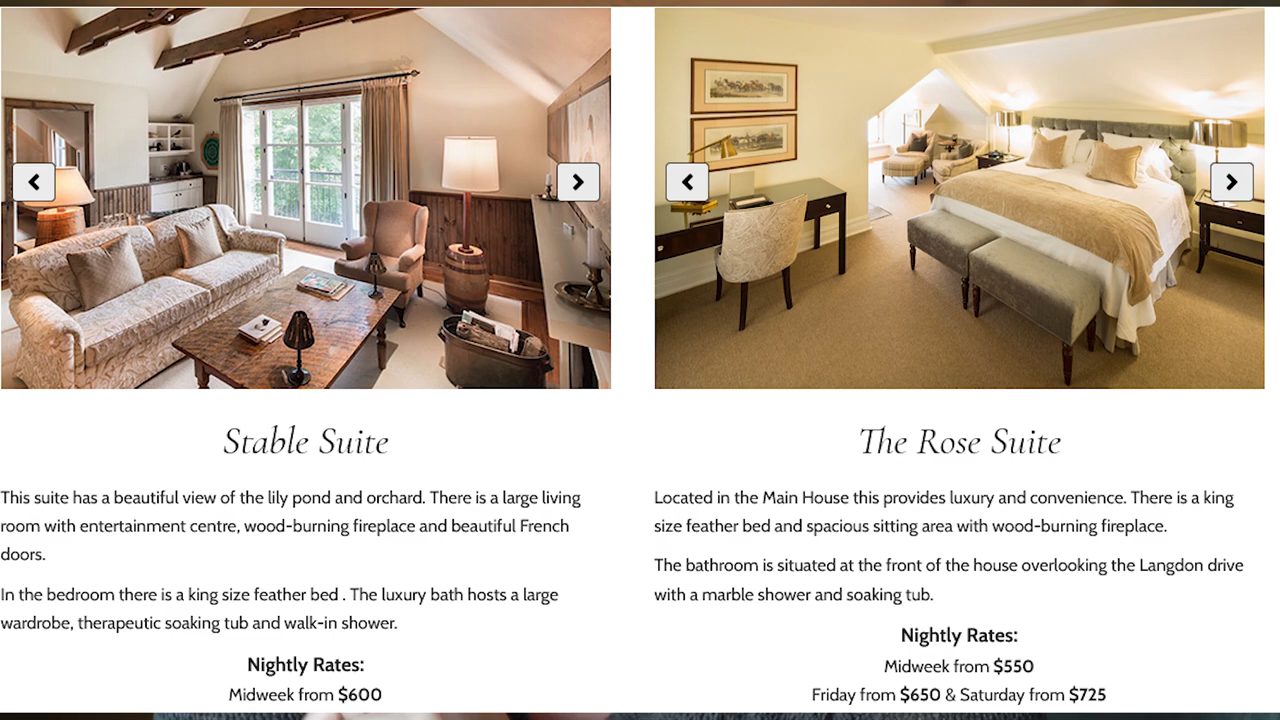 Stable Suite
This suite has a beautiful view of the lily pond and orchard. There is a large living
room with entertainment centre, wood-burning fireplace and beautiful French
doors.
In the bedroom there is a king size feather bed . The luxury bath hosts a large
wardrobe, therapeutic soaking tub and walk-in shower.
Nightly Rates:
Midweek from $600
The Rose Suite
Located in the Main House this provides luxury and convenience. There is a king
size feather bed and spacious sitting area with wood-burning fireplace.
The bathroom is situated at the front of the house overlooking the Langdon drive
with a marble shower and soaking tub.
Nightly Rates:
Midweek from $550
Friday from $650 & Saturday from $725